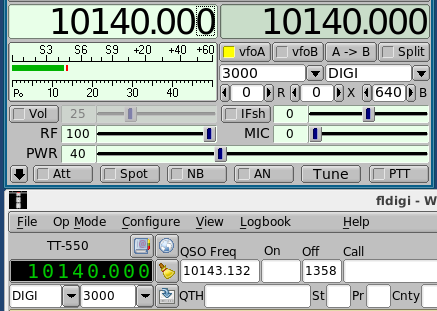 10140.000 10140.000
S3 S6 S9 +20 +40 +60 vfoA vfoB A -> B Split
3000 DIGI
Po 10 20 30 40 0 R 0 X 640 B
Vol 25 IFsh 0
RF 100 MIC 0
PWR 40
Att Spot NB AN Tune PTT
fldigi - W
File Op Mode Configure View Logbook Help
TT-550 QSO Freq On Off Call
10140.000 10143.132 1358
DIGI 3000 QTH St Pr Cnty